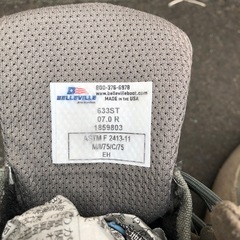 800-376-6978
www.bellevilleboot.com
MADE IN THE USA
BELLEVILLE
633ST
07.0 R
1859803
ASTM F 2413-11
M/I/75/C/75
EH